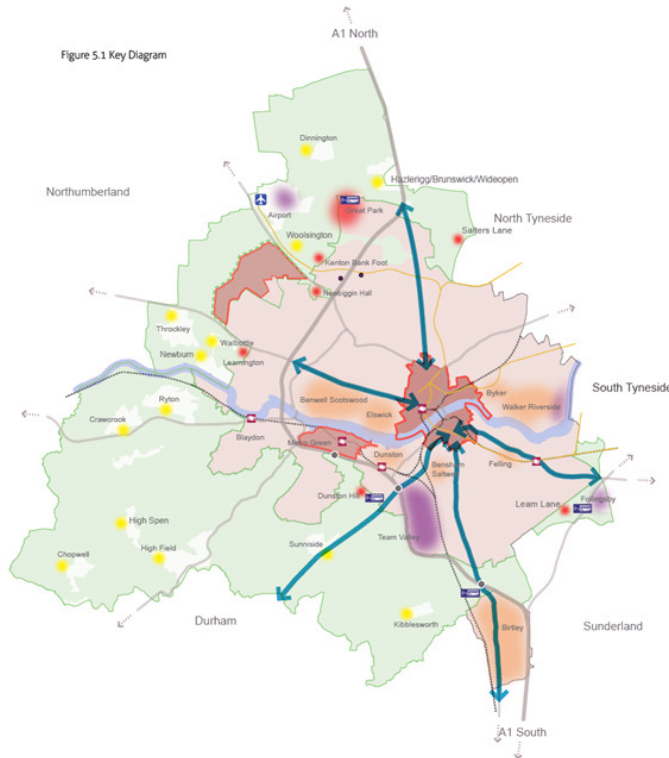 A1 North
Figure 5.1 Key Diagram
Dinnington
Hazlerigg/Brunswick/Wideopen
Northumberland
Airport
Great Park
North Tyneside
Salters Lane
Woolsington
Kenton Bank Foot
Newbiggin Hall
Throckley
Walbottle
Newburn
Lemington
South Tyneside
Benwell Scotswood
Byker
Walker Riverside
Elswick
Ryton
Crawcrook
Blaydon
Metro Green
Dunston
Bensham
Saltwell
Felling
Follingsby
Leam Lane
Dunston Hill
High Spen
Team Valley
Sunniside
High Field
Chopwell
Durham
Kibblesworth
Birtley
Sunderland
A1 South